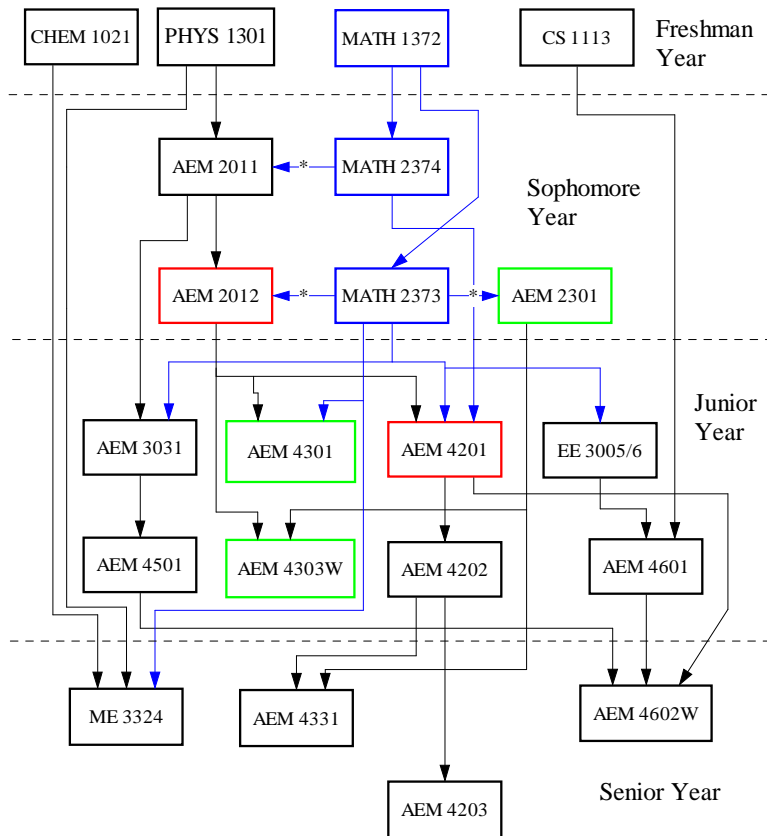 CHEM 1021
PHYS 1301
MATH 1372
CS 1113
Freshman
Year
AEM 2011
*
MATH 2374
Sophomore
Year
AEM 2012
*
MATH 2373
*
AEM 2301
Junior
Year
AEM 3031
AEM 4301
AEM 4201
EE 3005/6
AEM 4501
AEM 4303W
AEM 4202
AEM 4601
ME 3324
AEM 4331
AEM 4602W
Senior Year
AEM 4203